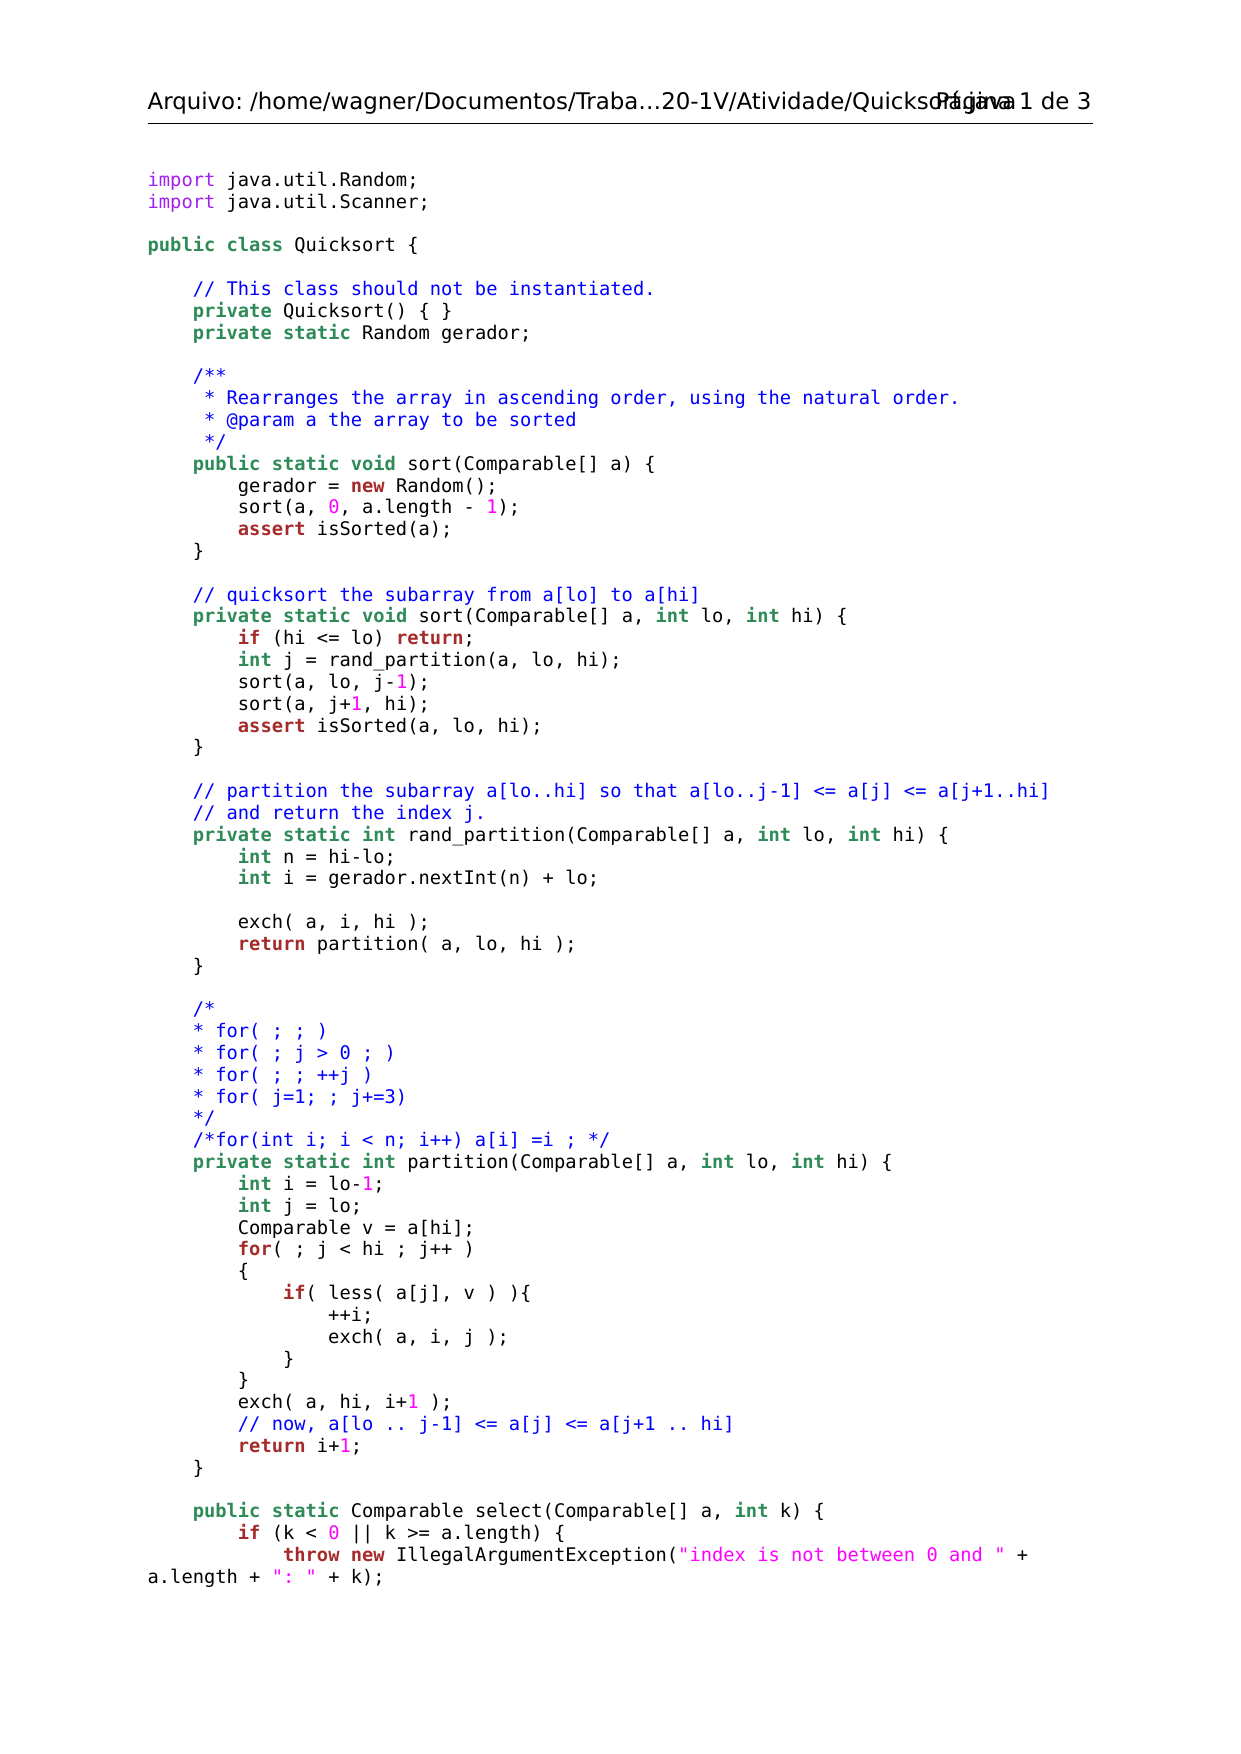 Arquivo: /home/wagner/Documentos/Traba…20-1V/Atividade/Quicksort.java Página 1 de 3
import java.util.Random;
import java.util.Scanner;
public class Quicksort {
// This class should not be instantiated.
private Quicksort() { }
private static Random gerador;
/**
* Rearranges the array in ascending order, using the natural order.
* @param a the array to be sorted
*/
public static void sort(Comparable[] a) {
gerador = new Random();
sort(a, 0, a.length - 1);
assert isSorted(a);
}
// quicksort the subarray from a[lo] to a[hi]
private static void sort(Comparable[] a, int lo, int hi) {
if (hi <= lo) return;
int j = rand_partition(a, lo, hi);
sort(a, lo, j-1);
sort(a, j+1, hi);
assert isSorted(a, lo, hi);
}
// partition the subarray a[lo..hi] so that a[lo..j-1] <= a[j] <= a[j+1..hi]
// and return the index j.
private static int rand_partition(Comparable[] a, int lo, int hi) {
int n = hi-lo;
int i = gerador.nextInt(n) + lo;
exch( a, i, hi );
return partition( a, lo, hi );
}
/*
* for( ; ; )
* for( ; j > 0 ; )
* for( ; ; ++j )
* for( j=1; ; j+=3)
*/
/*for(int i; i < n; i++) a[i] =i ; */
private static int partition(Comparable[] a, int lo, int hi) {
int i = lo-1;
int j = lo;
Comparable v = a[hi];
for( ; j < hi ; j++ )
{
if( less( a[j], v ) ){
++i;
exch( a, i, j );
}
}
exch( a, hi, i+1 );
// now, a[lo .. j-1] <= a[j] <= a[j+1 .. hi]
return i+1;
}
public static Comparable select(Comparable[] a, int k) {
if (k < 0 || k >= a.length) {
throw new IllegalArgumentException("index is not between 0 and " +
a.length + ": " + k);